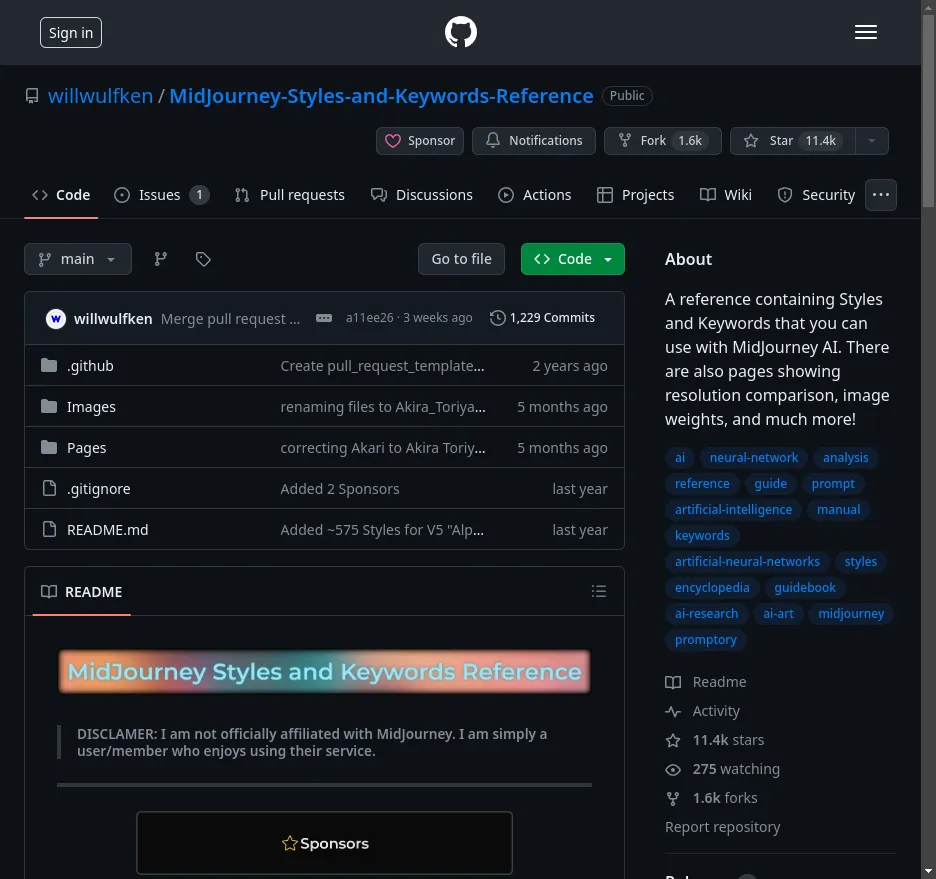 Sign in
willwulfken / MidJourney-Styles-and-Keywords-Reference Public
Sponsor Notifications Fork 1.6k Star 11.4k
Code Issues 1 Pull requests Discussions Actions Projects Wiki Security
main Go to file Code
willwulfken Merge pull request ... a11ee26 · 3 weeks ago 1,229 Commits
.github Create pull_request_template... 2 years ago
Images renaming files to Akira_Toriya... 5 months ago
Pages correcting Akari to Akira Toriy... 5 months ago
.gitignore Added 2 Sponsors last year
README.md Added ~575 Styles for V5 "Alp... last year
README
MidJourney Styles and Keywords Reference
DISCLAMER: I am not officially affiliated with MidJourney. I am simply a
user/member who enjoys using their service.
Sponsors
About
A reference containing Styles
and Keywords that you can
use with MidJourney AI. There
are also pages showing
resolution comparison, image
weights, and much more!
ai neural-network analysis
reference guide prompt
artificial-intelligence manual
keywords
artificial-neural-networks styles
encyclopedia guidebook
ai-research ai-art midjourney
promptory
Readme
Activity
11.4k stars
275 watching
1.6k forks
Report repository